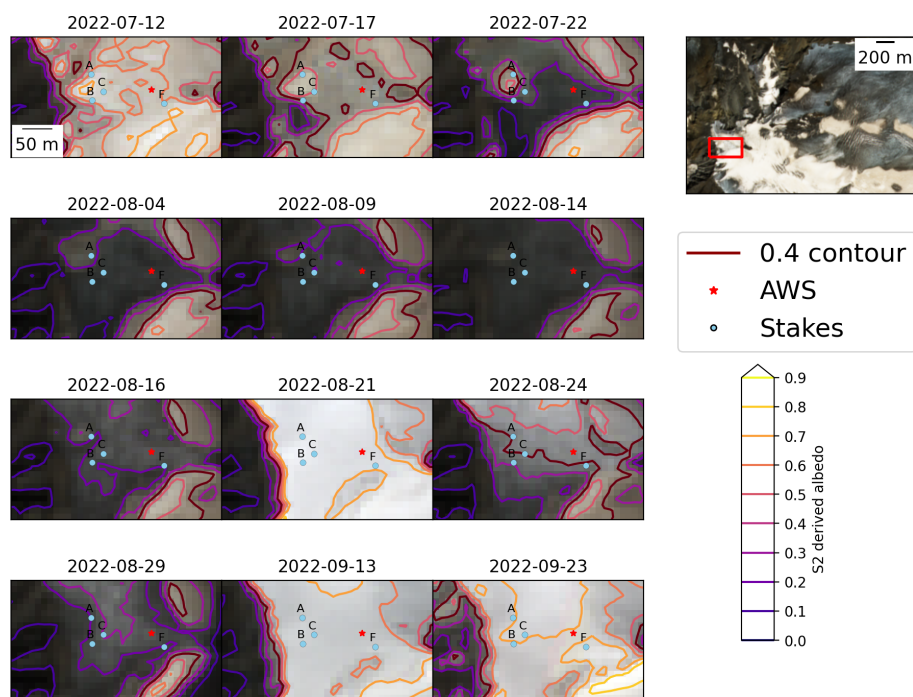 2022-07-12 2022-07-17 2022-07-22
A A A
C C C
B F B F B F
50 m
200 m
2022-08-04 2022-08-09 2022-08-14
A A A
C C C
B F B F B F
0.4 contour
AWS
Stakes
2022-08-16 2022-08-21 2022-08-24
A A A
C C C
B F B F B F
0.9
0.8
0.7
0.6
0.5
0.4
0.3
0.2
0.1
0.0
S2 derived albedo
2022-08-29 2022-09-13 2022-09-23
A A A
C C C
B F B F B F